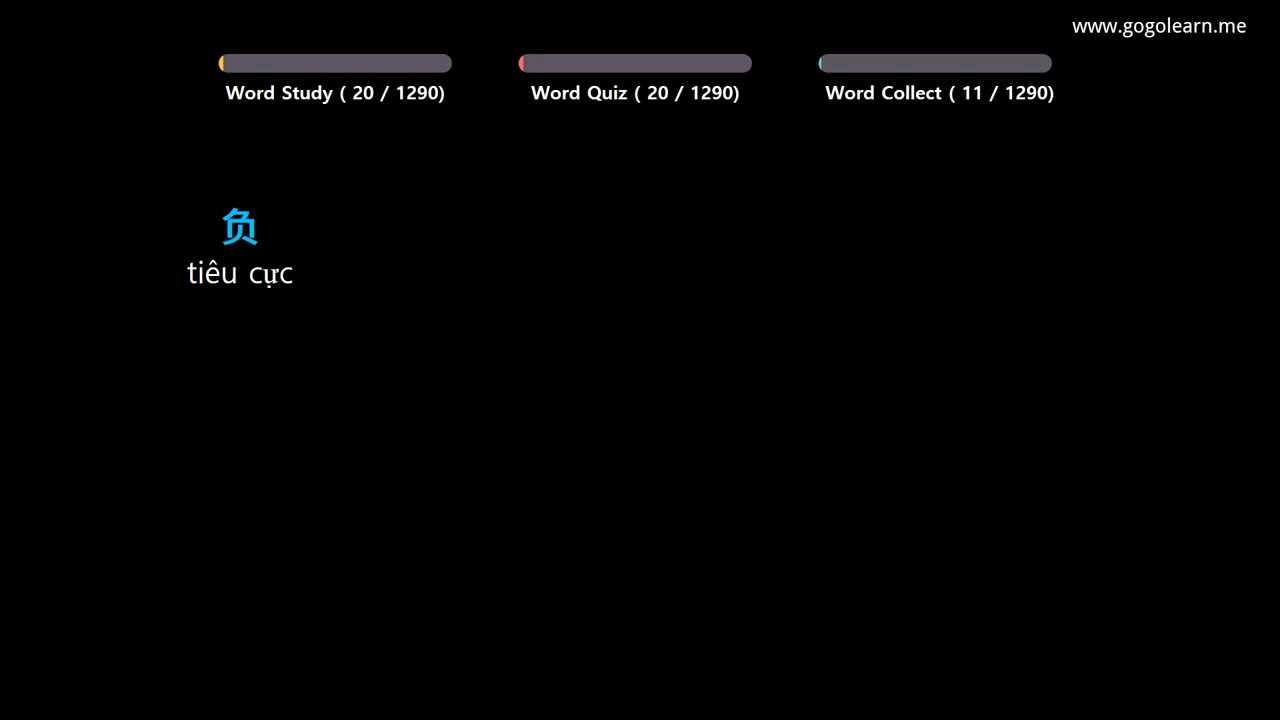 www.gogolearn.me
Word Study ( 20 / 1290)
Word Quiz ( 20 / 1290)
Word Collect ( 11 / 1290)
负
tiêu cực